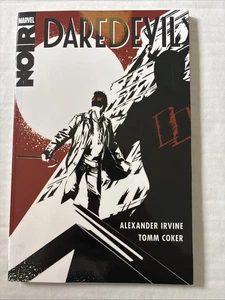 MARVEL
NOIR
DAREDEVIL
ALEXANDER IRVINE
TOMM COKER